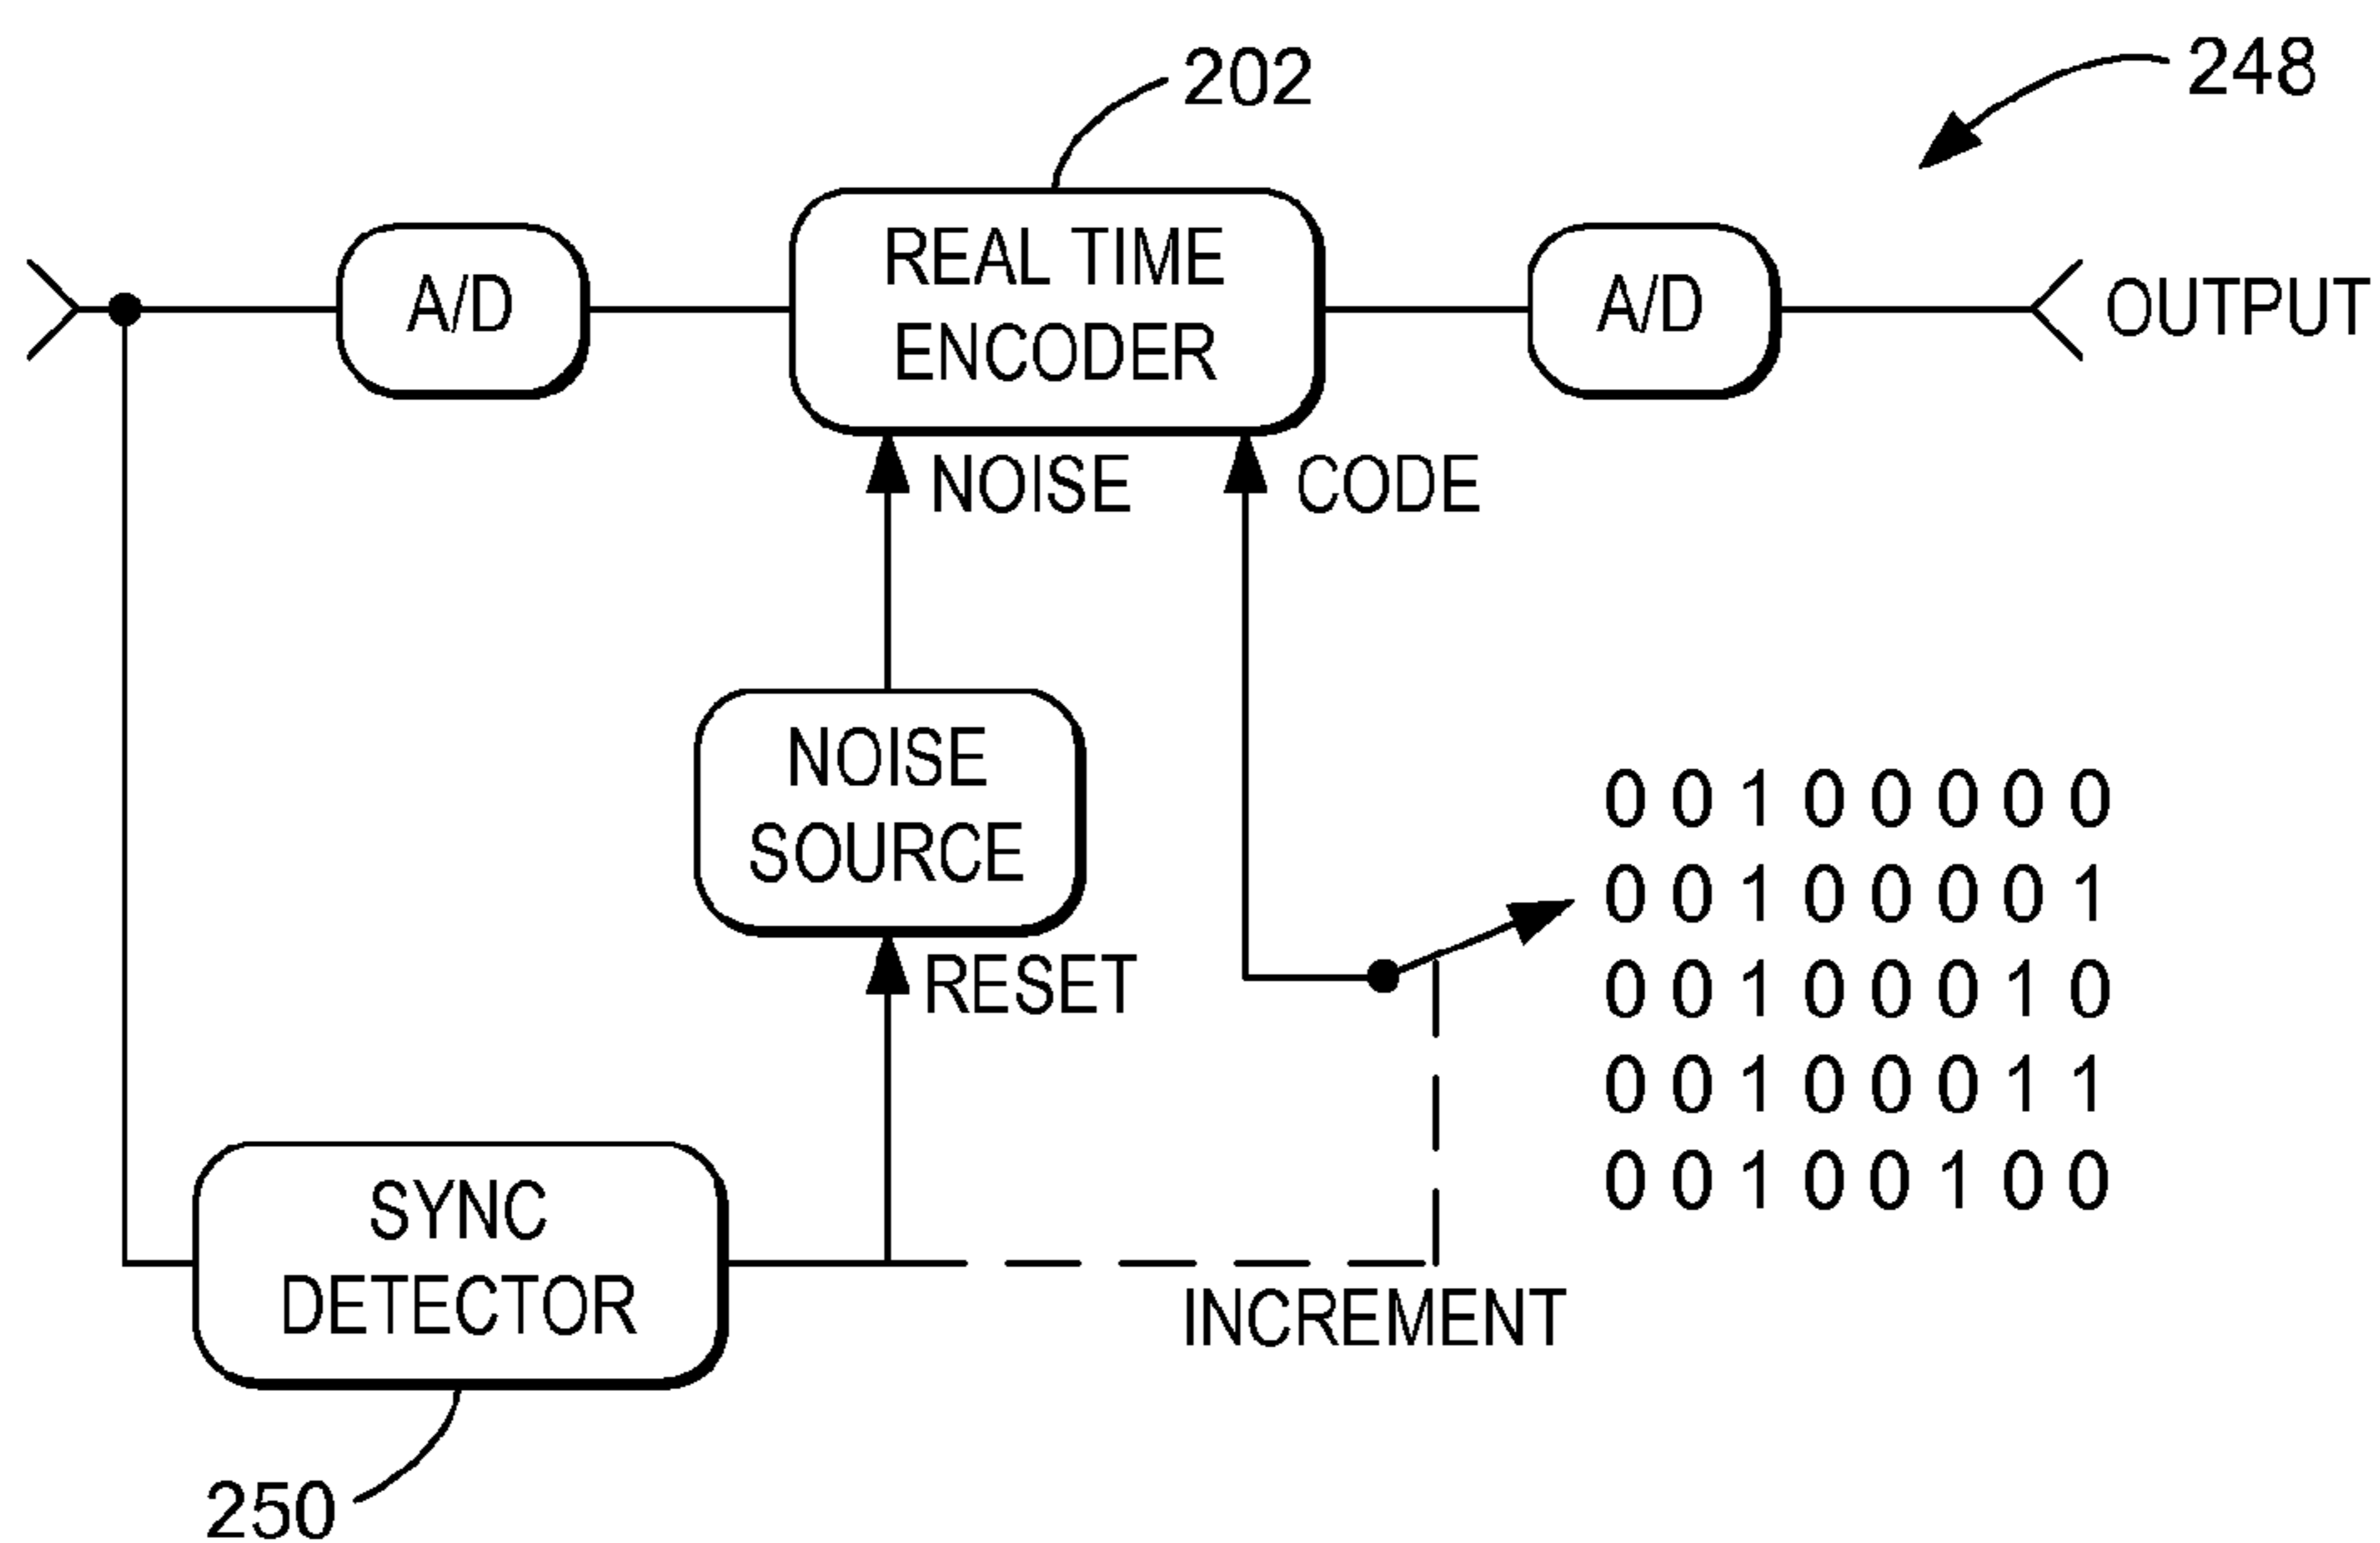 202
248
A/D
REAL TIME
ENCODER
A/D
OUTPUT
NOISE
CODE
NOISE
SOURCE
RESET
0 0 1 0 0 0 0 0
0 0 1 0 0 0 0 1
0 0 1 0 0 0 1 0
0 0 1 0 0 0 1 1
0 0 1 0 0 1 0 0
SYNC
DETECTOR
INCREMENT
250